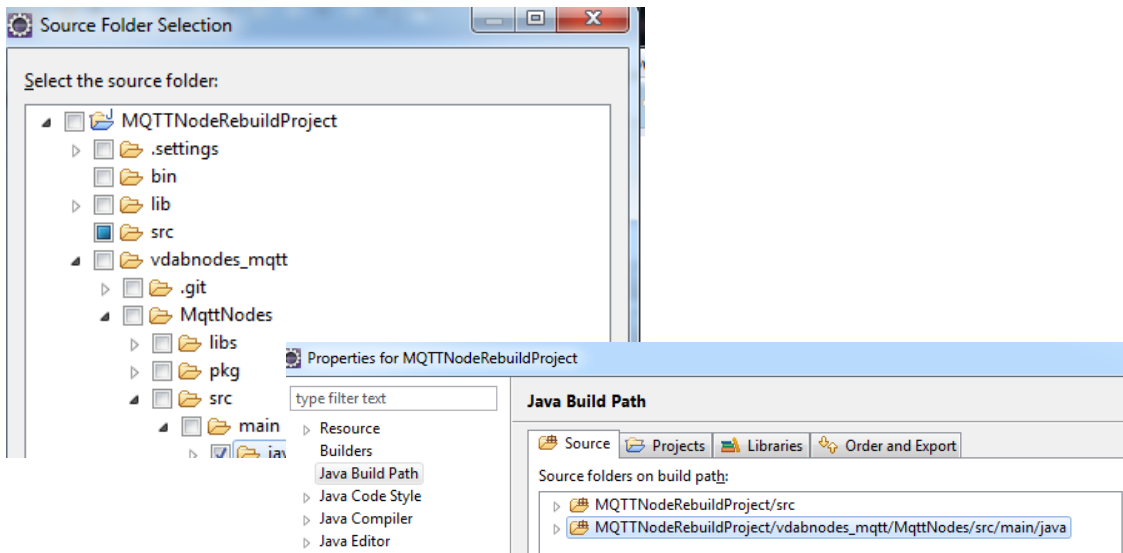 Source Folder Selection
Select the source folder:
MQTTNodeRebuildProject
.settings
bin
lib
src
vdabnodes_mqtt
.git
MqttNodes
libs
pkg
src
main
Properties for MQTTNodeRebuildProject
type filter text
Resource
Builders
Java Build Path
Java Code Style
Java Compiler
Java Editor
Java Build Path
Source Projects Libraries Order and Export
Source folders on build path:
MQTTNodeRebuildProject/src
MQTTNodeRebuildProject/vdabnodes_mqtt/MqttNodes/src/main/java